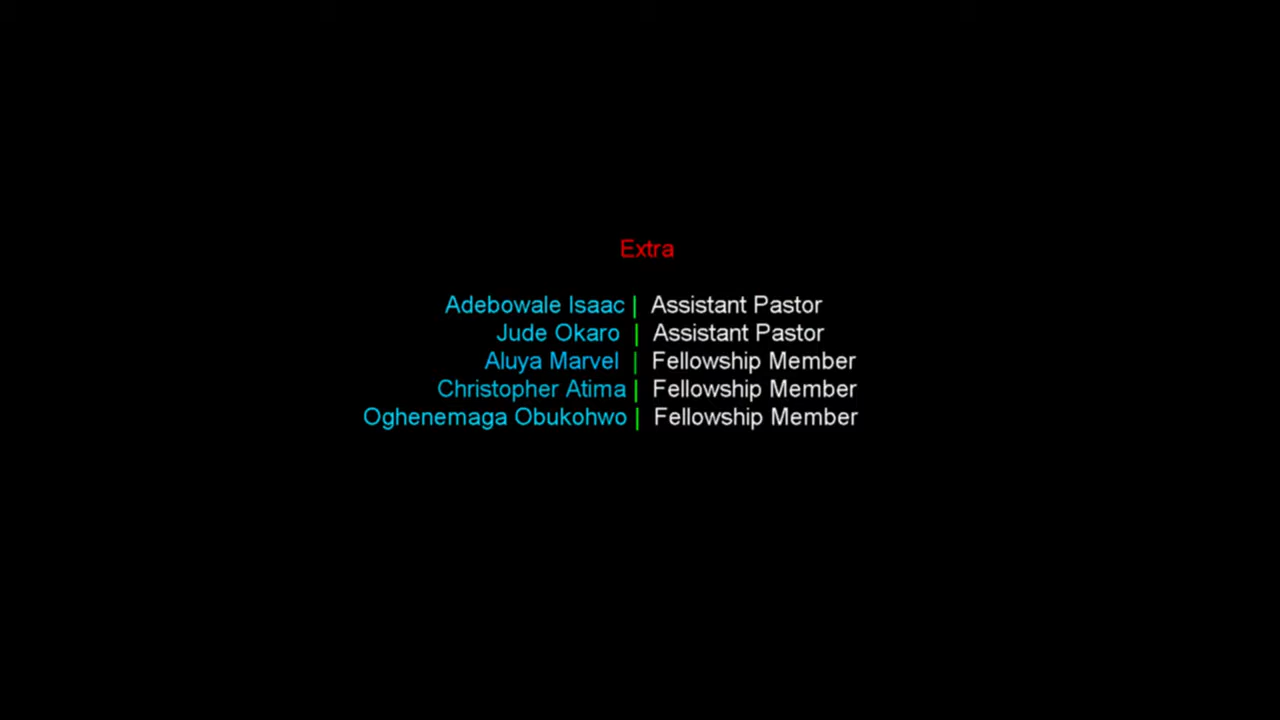 Extra
Adebowale Isaac | Assistant Pastor
Jude Okaro | Assistant Pastor
Aluya Marvel | Fellowship Member
Christopher Atima | Fellowship Member
Oghenemaga Obukohwo | Fellowship Member